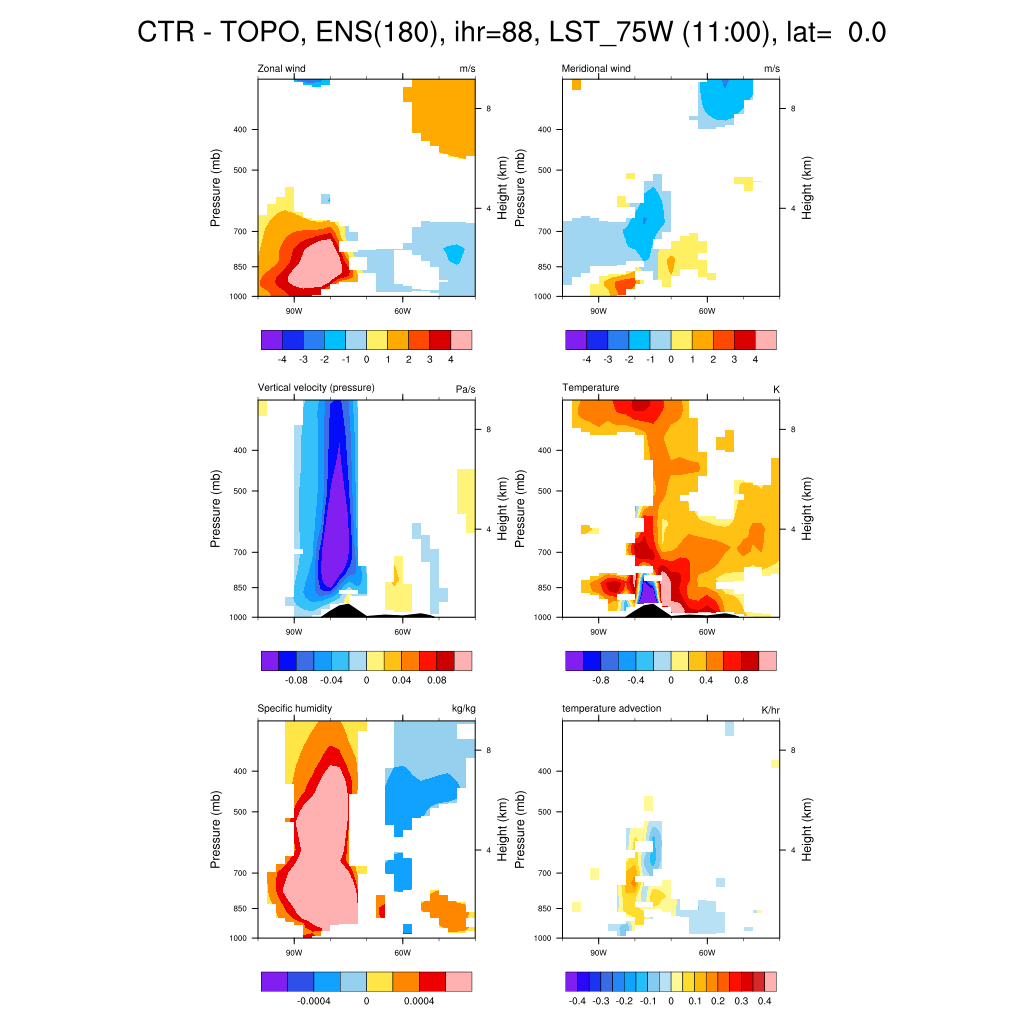 CTR - TOPO, ENS(180), ihr=88, LST_75W (11:00), lat=  0.0
Zonal wind m/s
Pressure (mb)
400
500
700
850
1000
Height (km)
8
4
90W 60W
-4 -3 -2 -1 0 1 2 3 4
Meridional wind m/s
Pressure (mb)
400
500
700
850
1000
Height (km)
8
4
90W 60W
-4 -3 -2 -1 0 1 2 3 4
Vertical velocity (pressure) Pa/s
Pressure (mb)
400
500
700
850
1000
Height (km)
8
4
90W 60W
-0.08 -0.04 0 0.04 0.08
Temperature K
Pressure (mb)
400
500
700
850
1000
Height (km)
8
4
90W 60W
-0.8 -0.4 0 0.4 0.8
Specific humidity kg/kg
Pressure (mb)
400
500
700
850
1000
Height (km)
8
4
90W 60W
-0.0004 0 0.0004
temperature advection K/hr
Pressure (mb)
400
500
700
850
1000
Height (km)
8
4
90W 60W
-0.4 -0.3 -0.2 -0.1 0 0.1 0.2 0.3 0.4